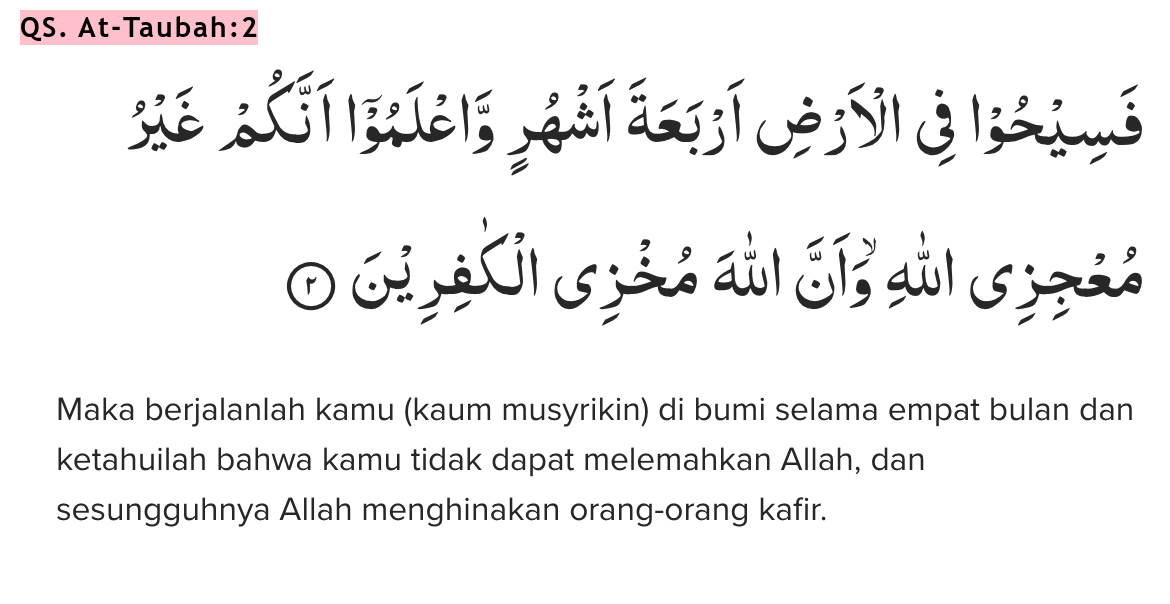 QS. At-Taubah:2
فَسِيْحُوْا فِى الْاَرْضِ اَرْبَعَةَ اَشْهُرٍ وَّاعْلَمُوْٓا اَنَّكُمْ غَيْرُ
مُعْجِزِى اللّٰهِ ۙوَاَنَّ اللّٰهَ مُخْزِى الْكٰفِرِيْنَ ٢
Maka berjalanlah kamu (kaum musyrikin) di bumi selama empat bulan dan
ketahuilah bahwa kamu tidak dapat melemahkan Allah, dan
sesungguhnya Allah menghinakan orang-orang kafir.